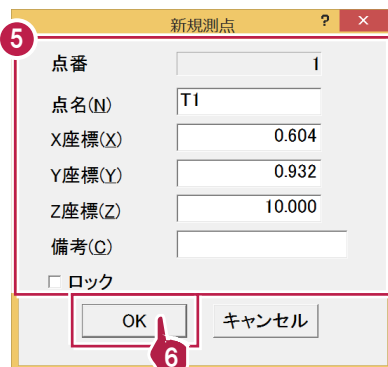 新規測点 ? ×
5
点番 1
点名(N) T1
X座標(X) 0.604
Y座標(Y) 0.932
Z座標(Z) 10.000
備考(C)
ロック
OK キャンセル
6